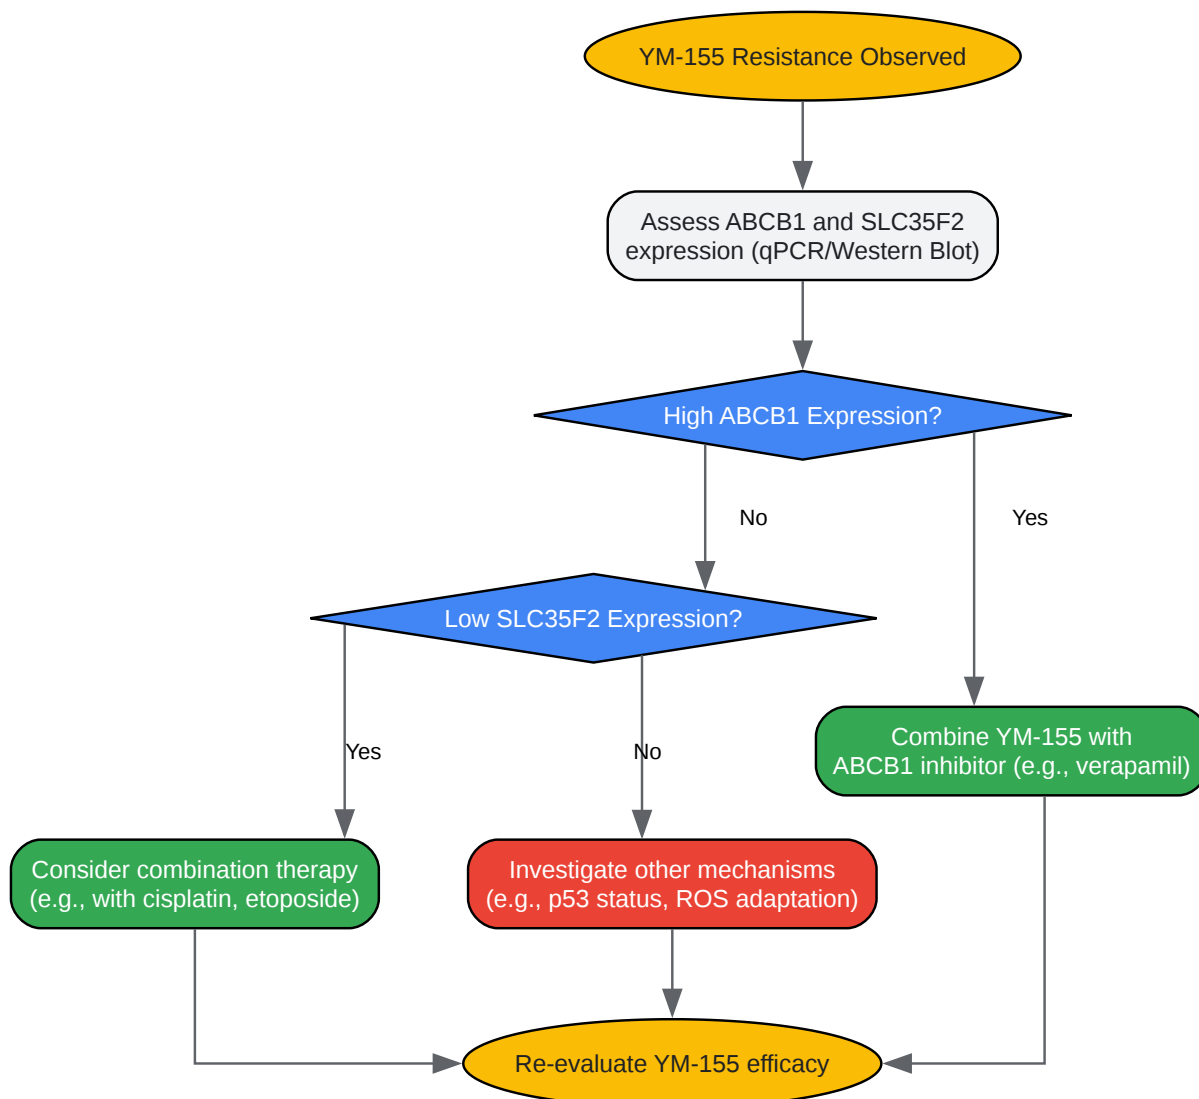 YM-155 Resistance Observed
Assess ABCB1 and SLC35F2
expression (qPCR/Western Blot)
High ABCB1 Expression?
No
Yes
Low SLC35F2 Expression?
Combine YM-155 with
ABCB1 inhibitor (e.g., verapamil)
Yes
No
Consider combination therapy
(e.g., with cisplatin, etoposide)
Investigate other mechanisms
(e.g., p53 status, ROS adaptation)
Re-evaluate YM-155 efficacy